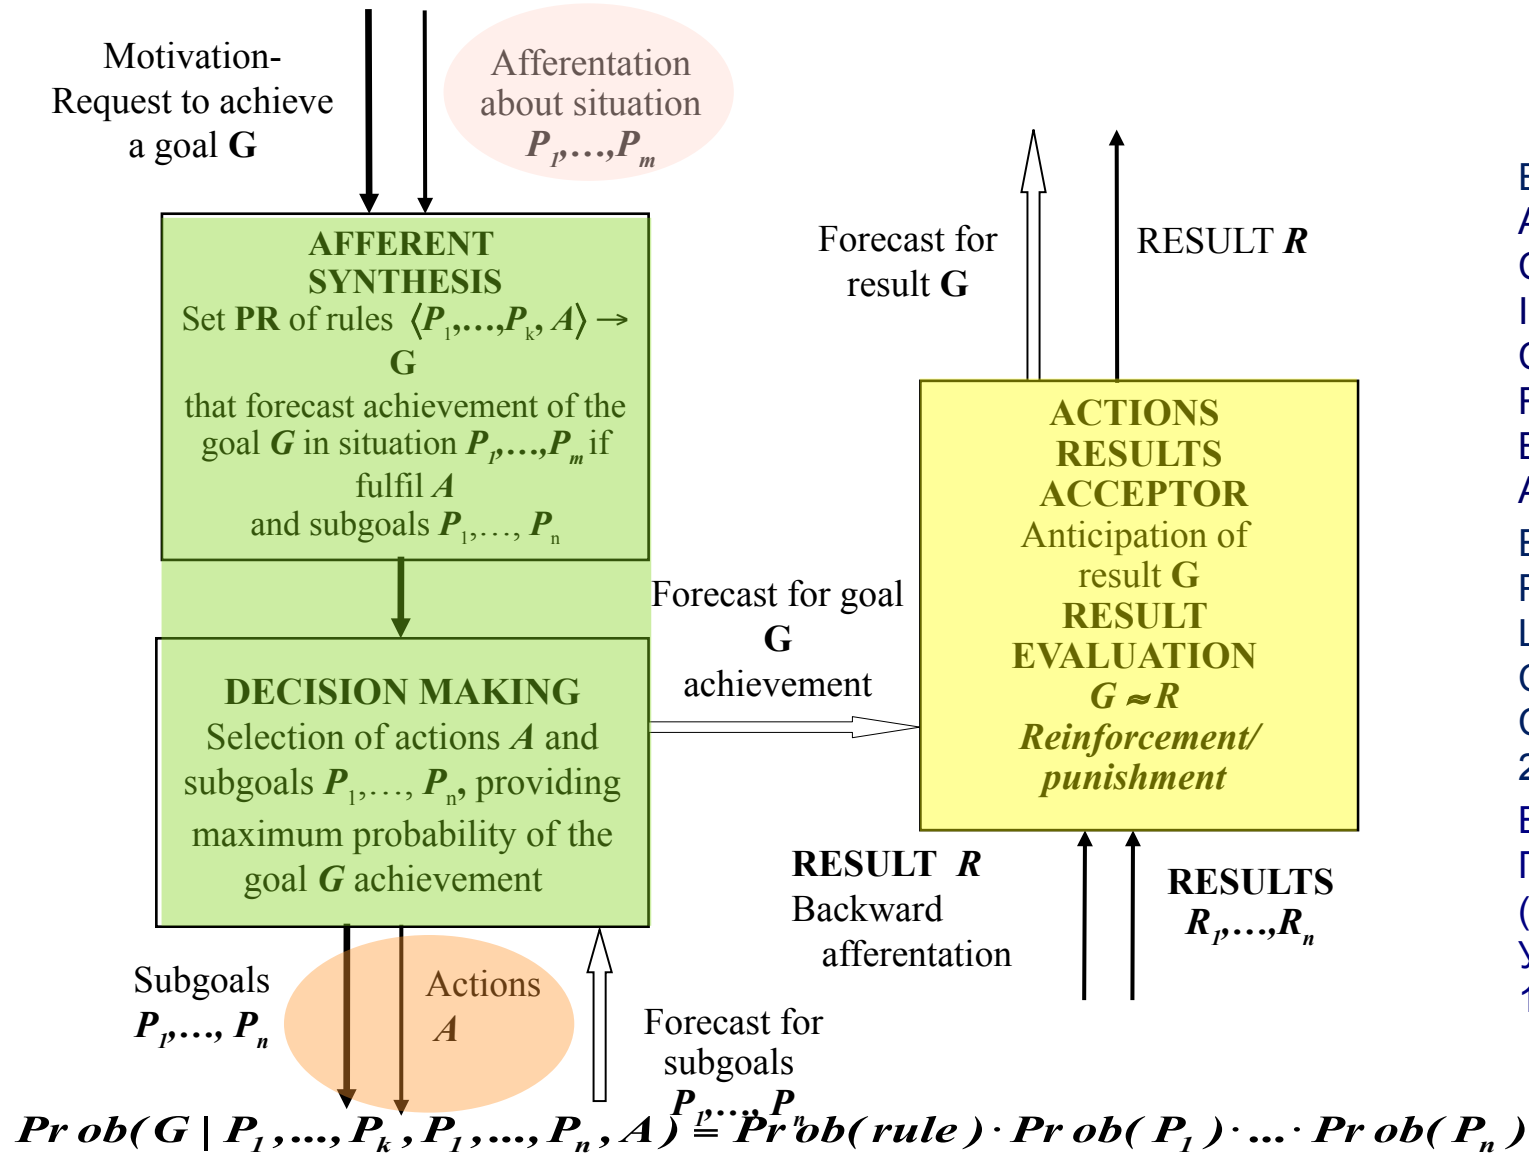 Motivation-
Request to achieve
a goal G
Afferentation
about situation
P1,…,Pm
AFFERENT
SYNTHESIS
Set PR of rules ⟨P1,…,Pk, A⟩ →
G
that forecast achievement of the
goal G in situation P1,…,Pm if
fulfil A
and subgoals P1,…, Pn
DECISION MAKING
Selection of actions A and
subgoals P1,…, Pn, providing
maximum probability of the
goal G achievement
Subgoals
P1,…, Pn
Actions
A
Forecast for
subgoals
P1,…, Pn
Forecast for goal
G
achievement
Forecast for
result G
RESULT R
ACTIONS
RESULTS
ACCEPTOR
Anticipation of
result G
RESULT
EVALUATION
G ≈ R
Reinforcement/
punishment
RESULT R
Backward
afferentation
RESULTS
R1,…,Rn
Prob(G | P1,...,Pk,P1,...,Pn,A) = Prob(rule)·Prob(P1)·...·Prob(Pn)